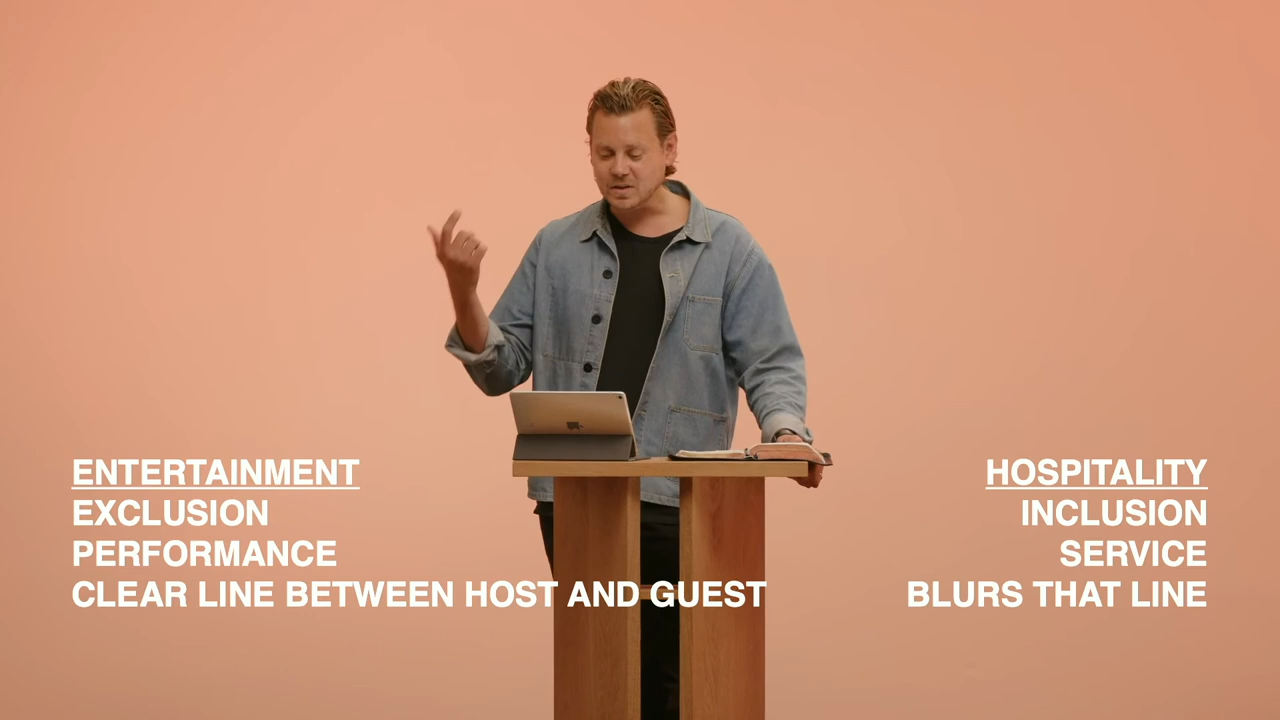 ENTERTAINMENT
EXCLUSION
PERFORMANCE
CLEAR LINE BETWEEN HOST AND GUEST
HOSPITALITY
INCLUSION
SERVICE
BLURS THAT LINE